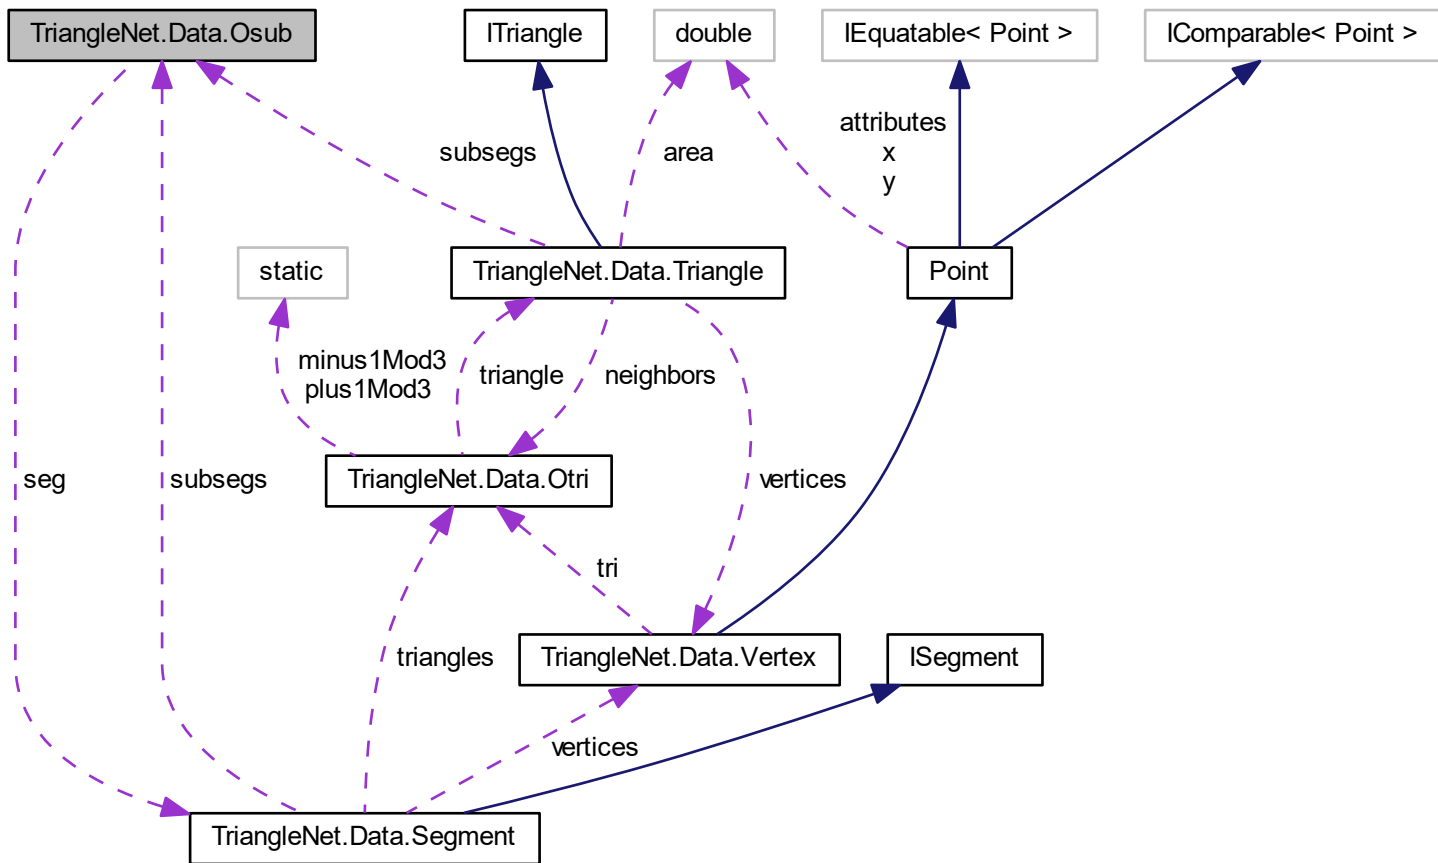 TriangleNet.Data.Osub
ITriangle
double
IEquatable< Point >
IComparable< Point >
attributes
x
y
subsegs
area
static
TriangleNet.Data.Triangle
Point
minus1Mod3
plus1Mod3
triangle
neighbors
seg
subsegs
TriangleNet.Data.Otri
vertices
tri
triangles
TriangleNet.Data.Vertex
ISegment
vertices
TriangleNet.Data.Segment